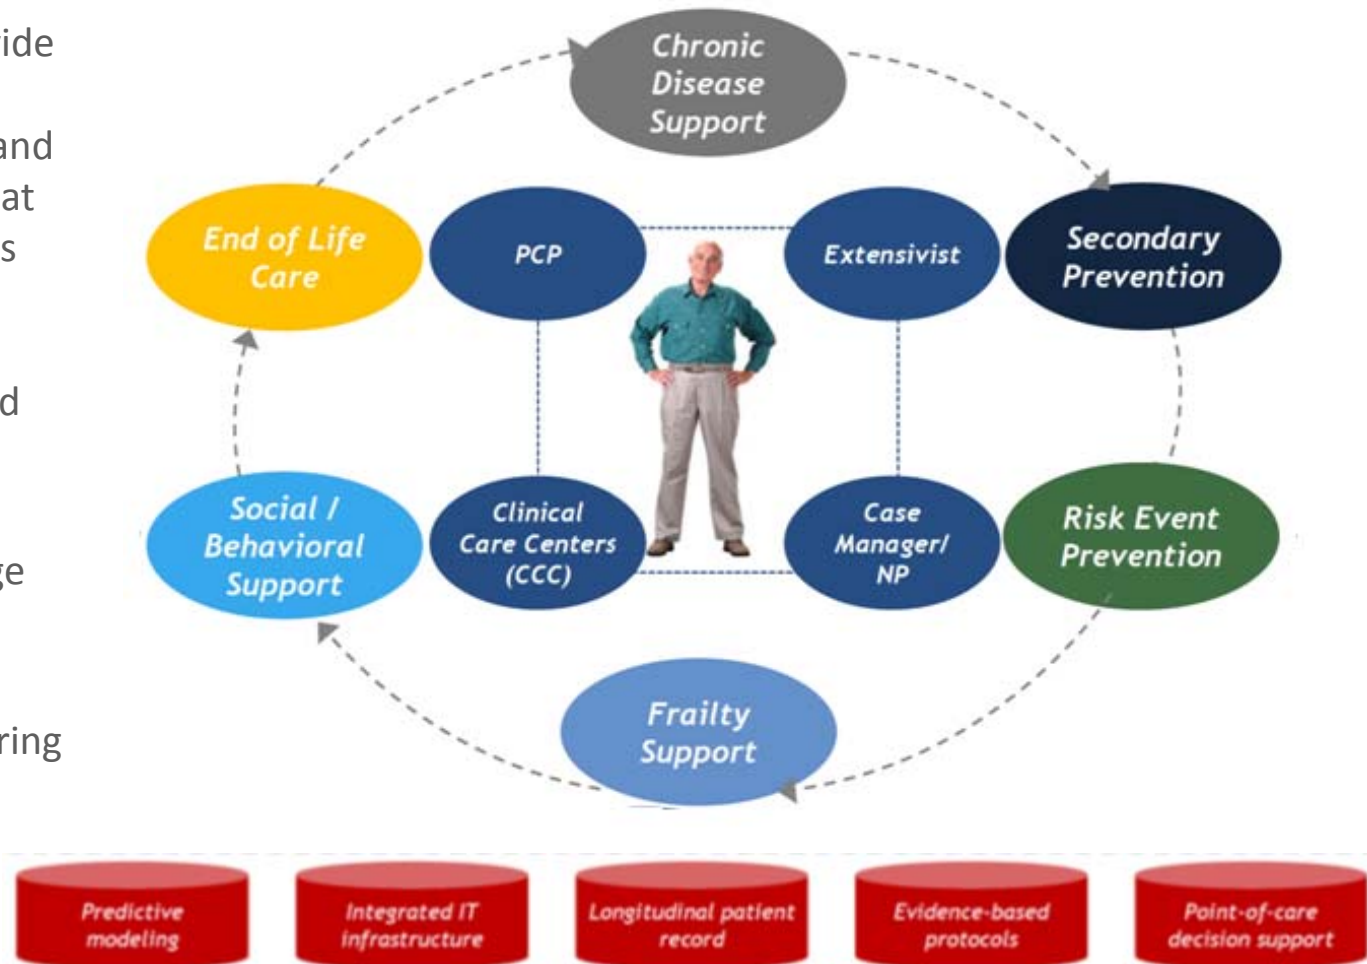 ride
and
at
s
d
ge
ring
Chronic
Disease
Support
End of Life
Care
PCP
Extensivist
Secondary
Prevention
Social /
Behavioral
Support
Clinical
Care Centers
(CCC)
Case
Manager/
NP
Risk Event
Prevention
Frailty
Support
Predictive
modeling
Integrated IT
infrastructure
Longitudinal patient
record
Evidence-based
protocols
Point-of-care
decision support